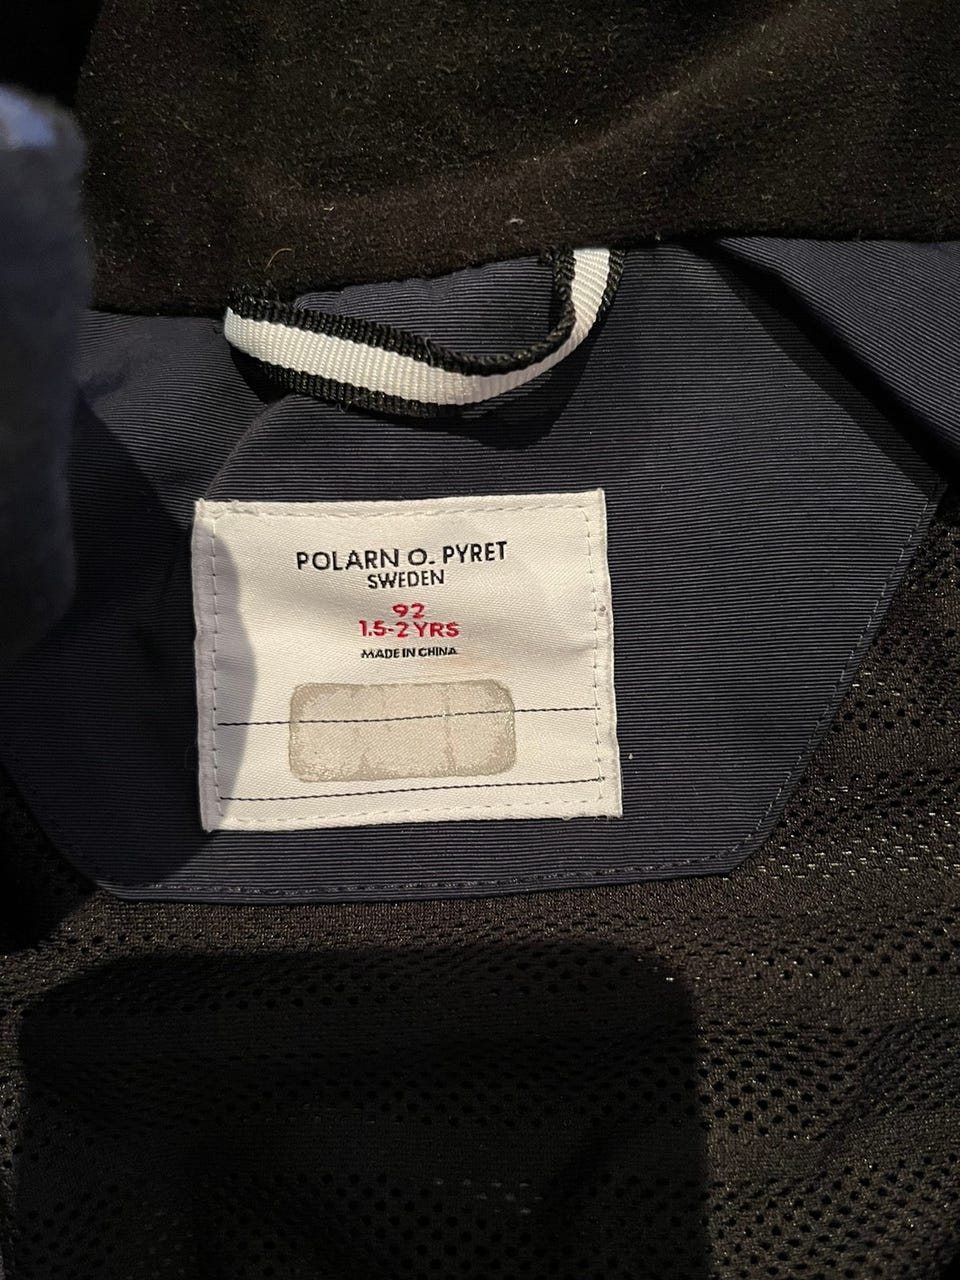 POLARN O. PYRET
SWEDEN
92
1.5-2 YRS
MADE IN CHINA